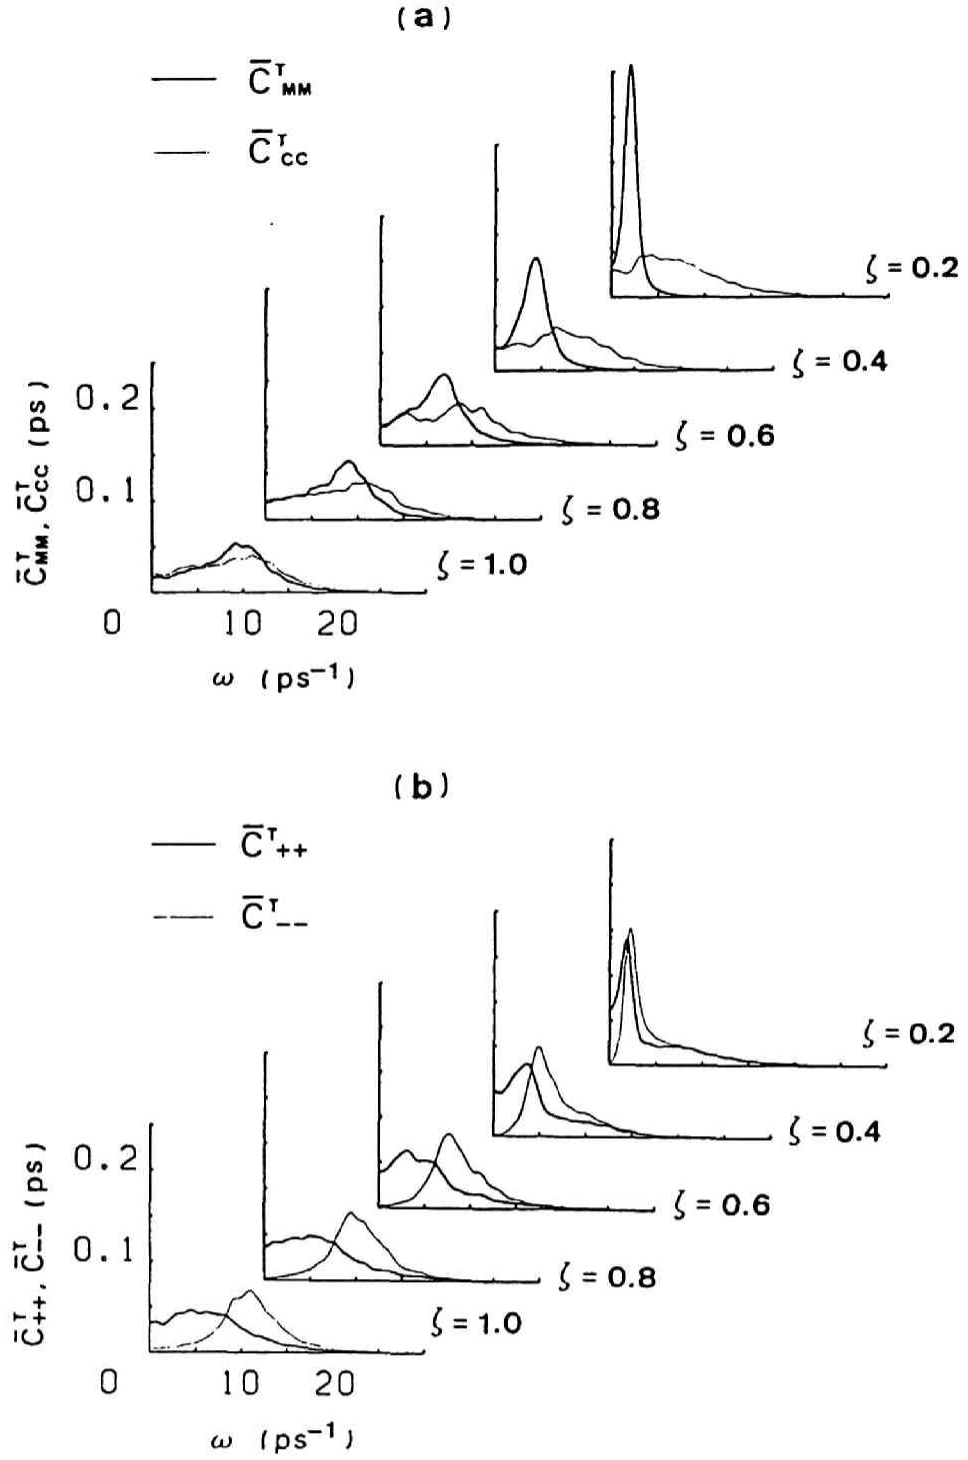 (a)
C̅ᵀMM
C̅ᵀCC
ζ = 0.2
ζ = 0.4
ζ = 0.6
ζ = 0.8
ζ = 1.0
C̅ᵀMM, C̅ᵀCC (ps)
0.2
0.1
0 10 20
ω (ps⁻¹)
(b)
C̅ᵀ++
C̅ᵀ−−
ζ = 0.2
ζ = 0.4
ζ = 0.6
ζ = 0.8
ζ = 1.0
C̅ᵀ++, C̅ᵀ−− (ps)
0.2
0.1
0 10 20
ω (ps⁻¹)